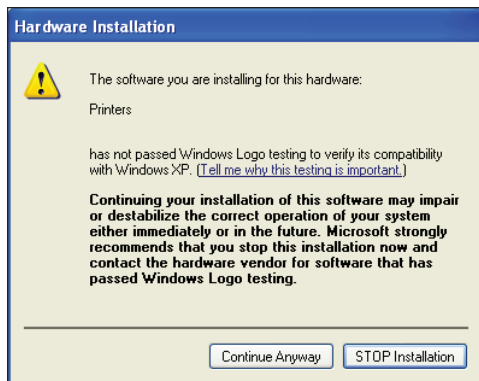 Hardware Installation
The software you are installing for this hardware:
Printers
has not passed Windows Logo testing to verify its compatibility
with Windows XP. (Tell me why this testing is important.)
Continuing your installation of this software may impair
or destabilize the correct operation of your system
either immediately or in the future. Microsoft strongly
recommends that you stop this installation now and
contact the hardware vendor for software that has
passed Windows Logo testing.
Continue Anyway
STOP Installation